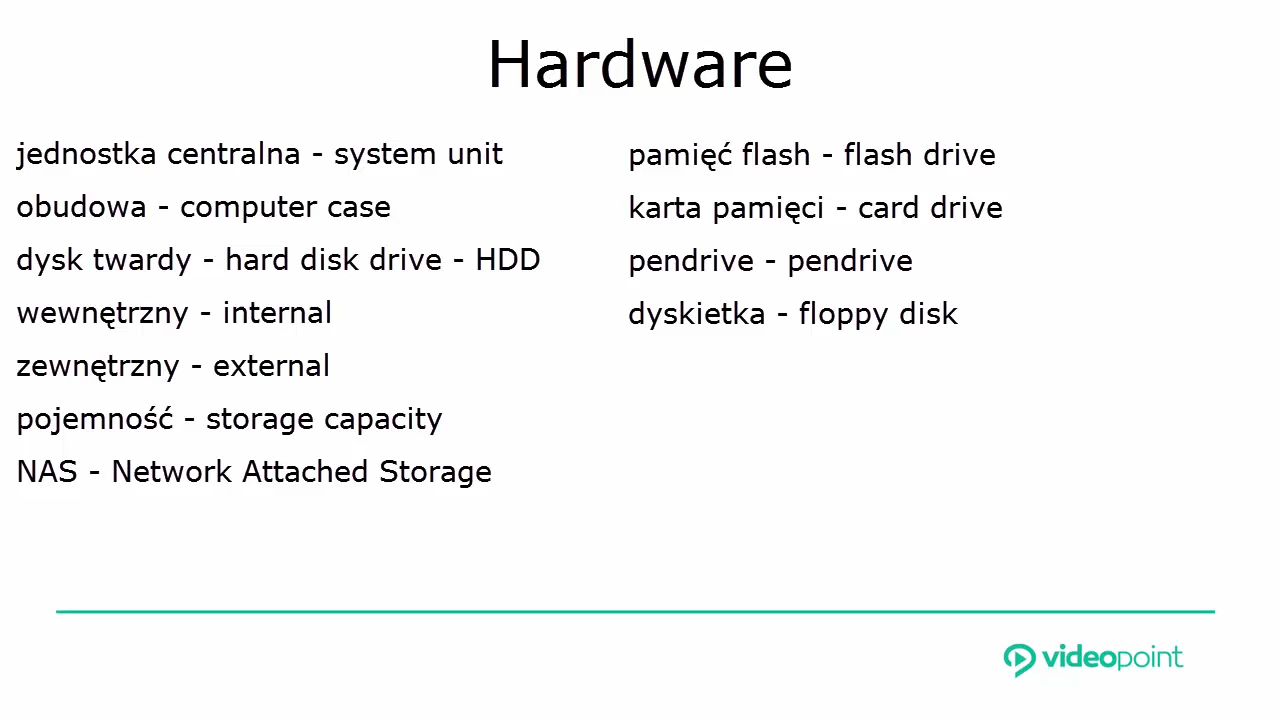 Hardware
jednostka centralna - system unit
obudowa - computer case
dysk twardy - hard disk drive - HDD
wewnętrzny - internal
zewnętrzny - external
pojemność - storage capacity
NAS - Network Attached Storage
pamięć flash - flash drive
karta pamięci - card drive
pendrive - pendrive
dyskietka - floppy disk
videopoint